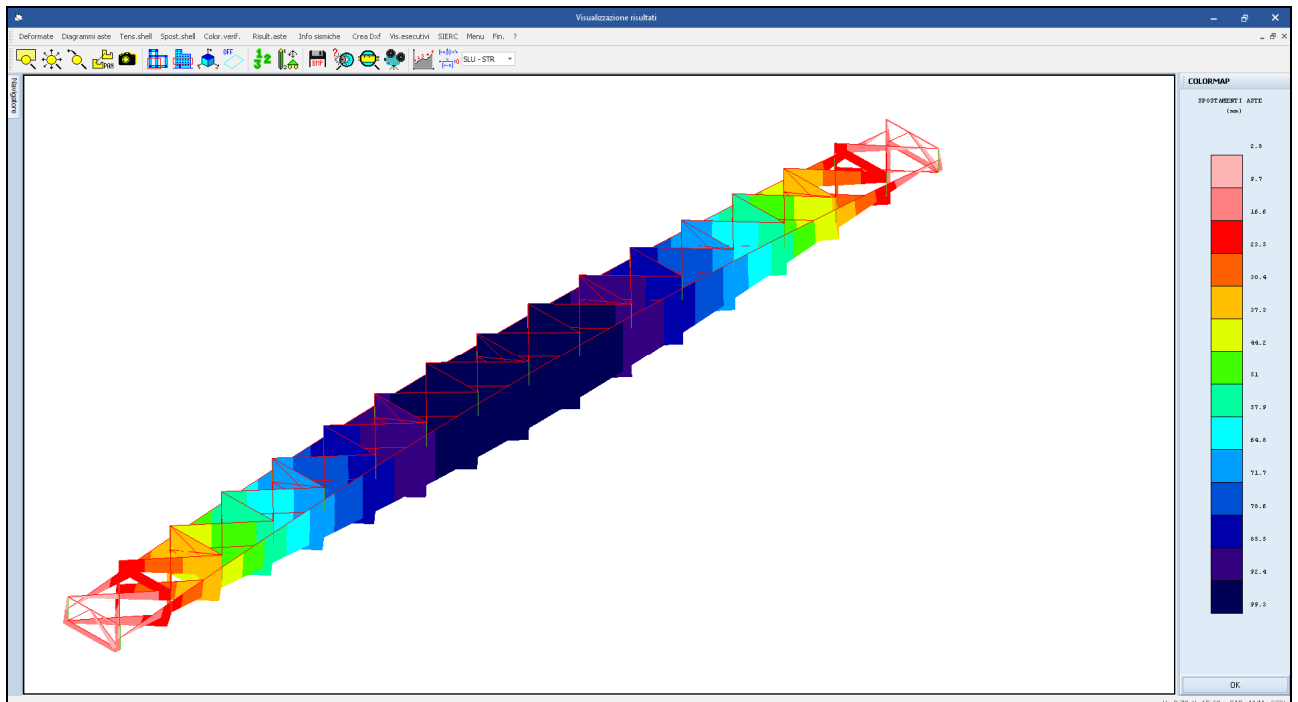 Visualizzazione risultati
Deformate Diagrammi aste Tens.shell Spost.shell Color.verif. Risult.aste Info sismiche Crea Dxf Vis.esecutivi SIERC Menu Fin. ?
OFF
PAN
BMP
SLU - STR
Navigatore
COLORMAP
SPOSTAMENTI ASTE
(mm)
2.8
9.7
16.6
23.5
30.4
37.3
44.2
51
57.9
64.8
71.7
78.6
85.5
92.4
99.3
OK